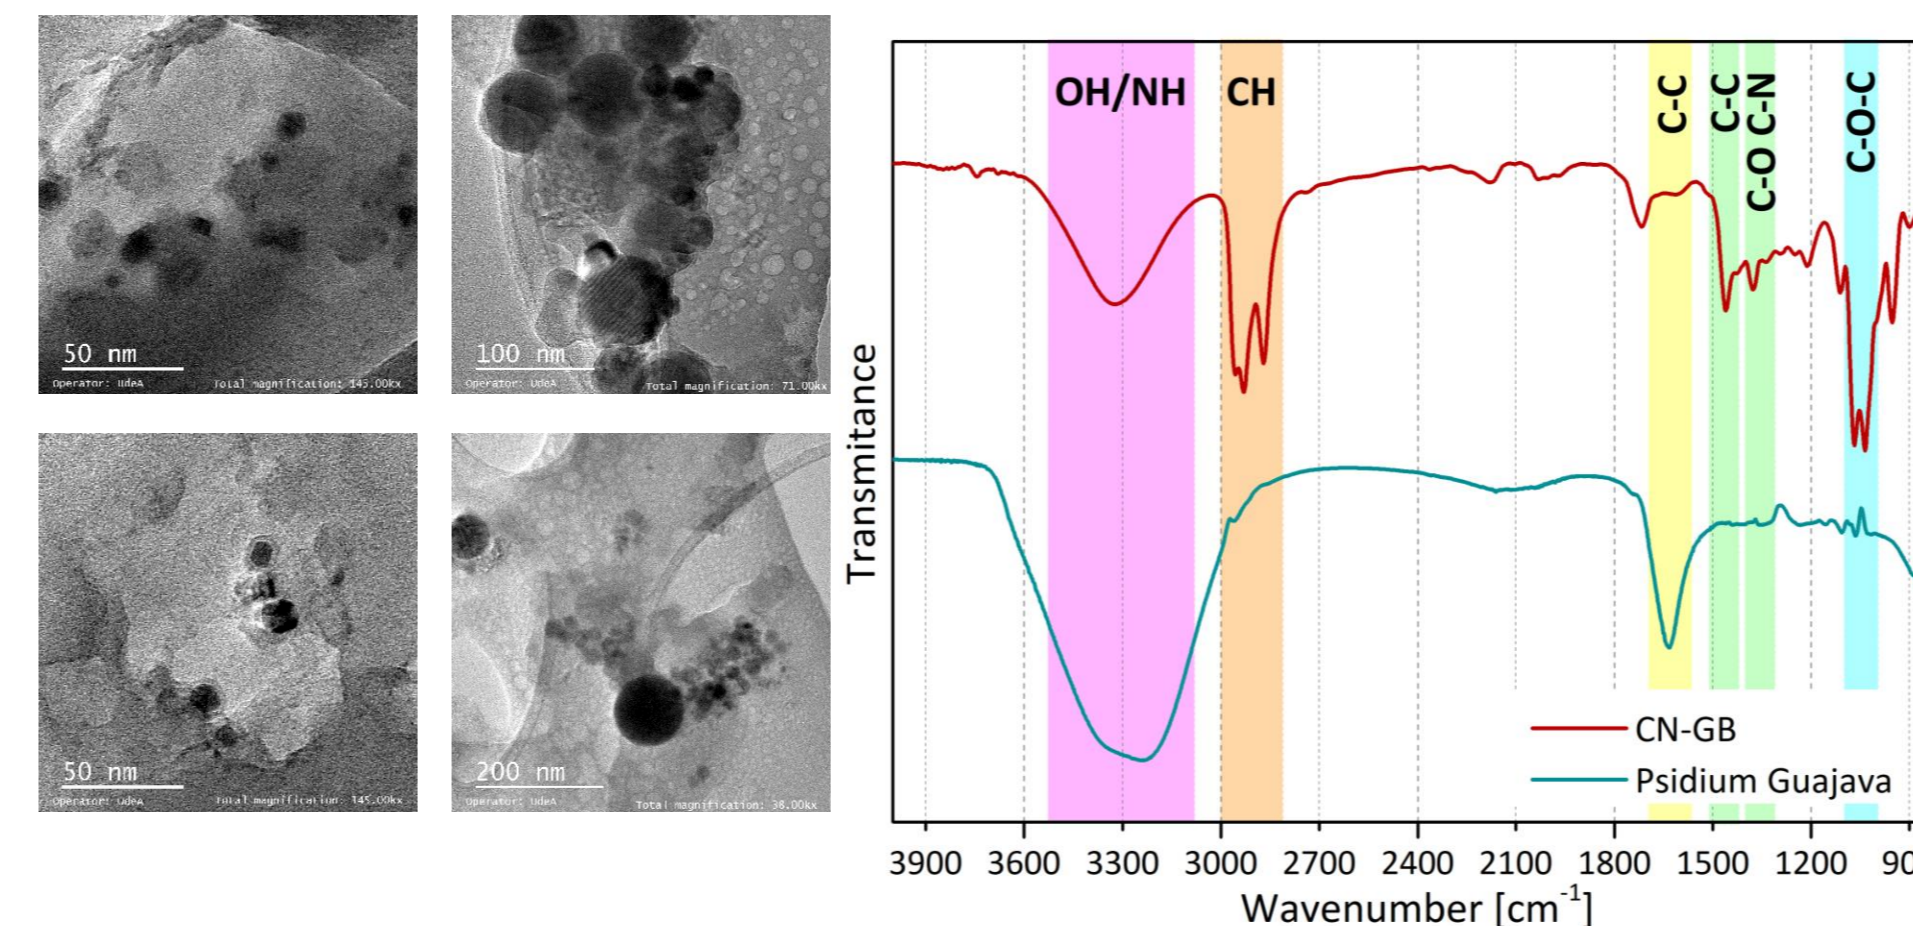 50 nm
Operator: UdeA Total magnification: 145.00kx
100 nm
Operator: UdeA Total magnification: 71.00kx
50 nm
Operator: UdeA Total magnification: 145.00kx
200 nm
Operator: UdeA Total magnification: 38.00kx
OH/NH
CH
C-C
C-C
C-O C-N
C-O-C
Transmitance
CN-GB
Psidium Guajava
3900 3600 3300 3000 2700 2400 2100 1800 1500 1200 90
Wavenumber [cm⁻¹]